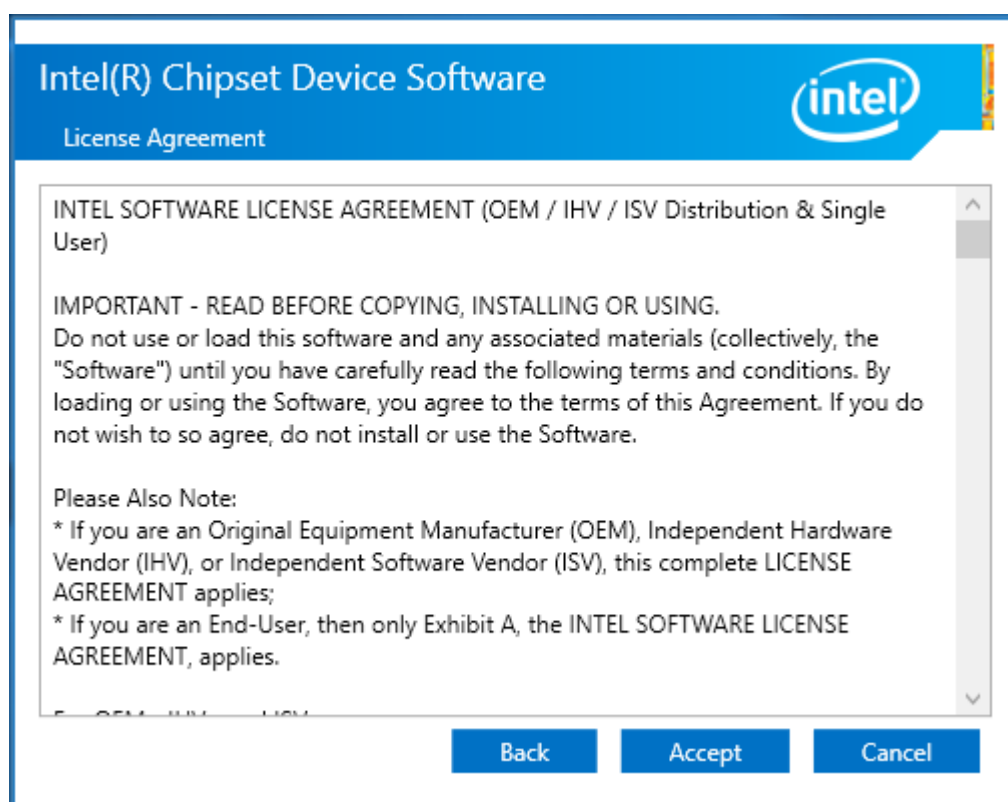 Intel(R) Chipset Device Software
intel
License Agreement
INTEL SOFTWARE LICENSE AGREEMENT (OEM / IHV / ISV Distribution & Single
User)
IMPORTANT - READ BEFORE COPYING, INSTALLING OR USING.
Do not use or load this software and any associated materials (collectively, the
"Software") until you have carefully read the following terms and conditions. By
loading or using the Software, you agree to the terms of this Agreement. If you do
not wish to so agree, do not install or use the Software.
Please Also Note:
* If you are an Original Equipment Manufacturer (OEM), Independent Hardware
Vendor (IHV), or Independent Software Vendor (ISV), this complete LICENSE
AGREEMENT applies;
* If you are an End-User, then only Exhibit A, the INTEL SOFTWARE LICENSE
AGREEMENT, applies.
Back Accept Cancel